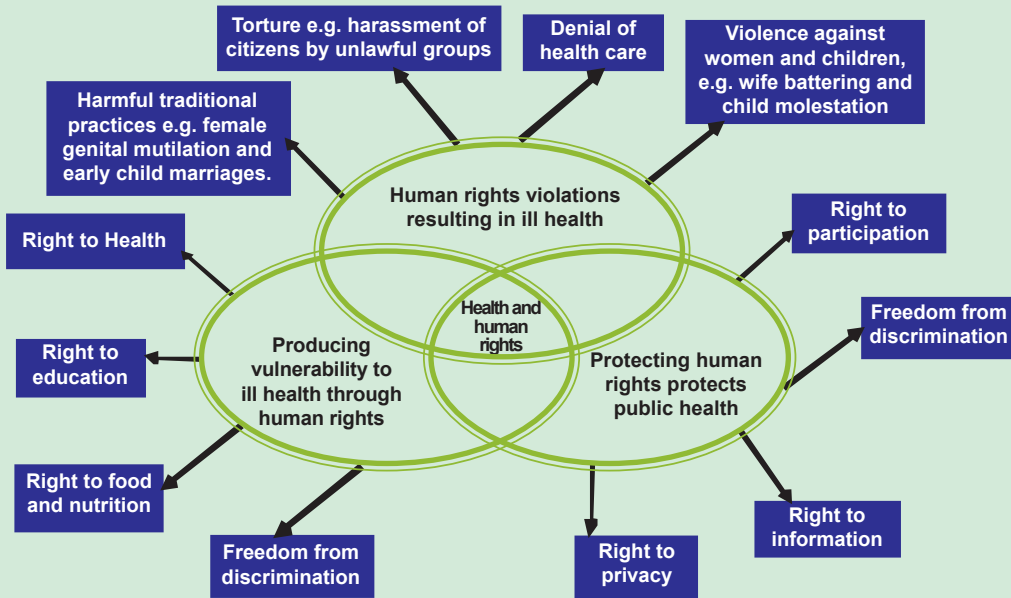 Torture e.g. harassment of
citizens by unlawful groups
Denial of
health care
Violence against
women and children,
e.g. wife battering and
child molestation
Harmful traditional
practices e.g. female
genital mutilation and
early child marriages.
Human rights violations
resulting in ill health
Right to
participation
Right to Health
Health and
human
rights
Freedom from
discrimination
Right to
education
Producing
vulnerability to
ill health through
human rights
Protecting human
rights protects
public health
Right to food
and nutrition
Freedom from
discrimination
Right to
privacy
Right to
information